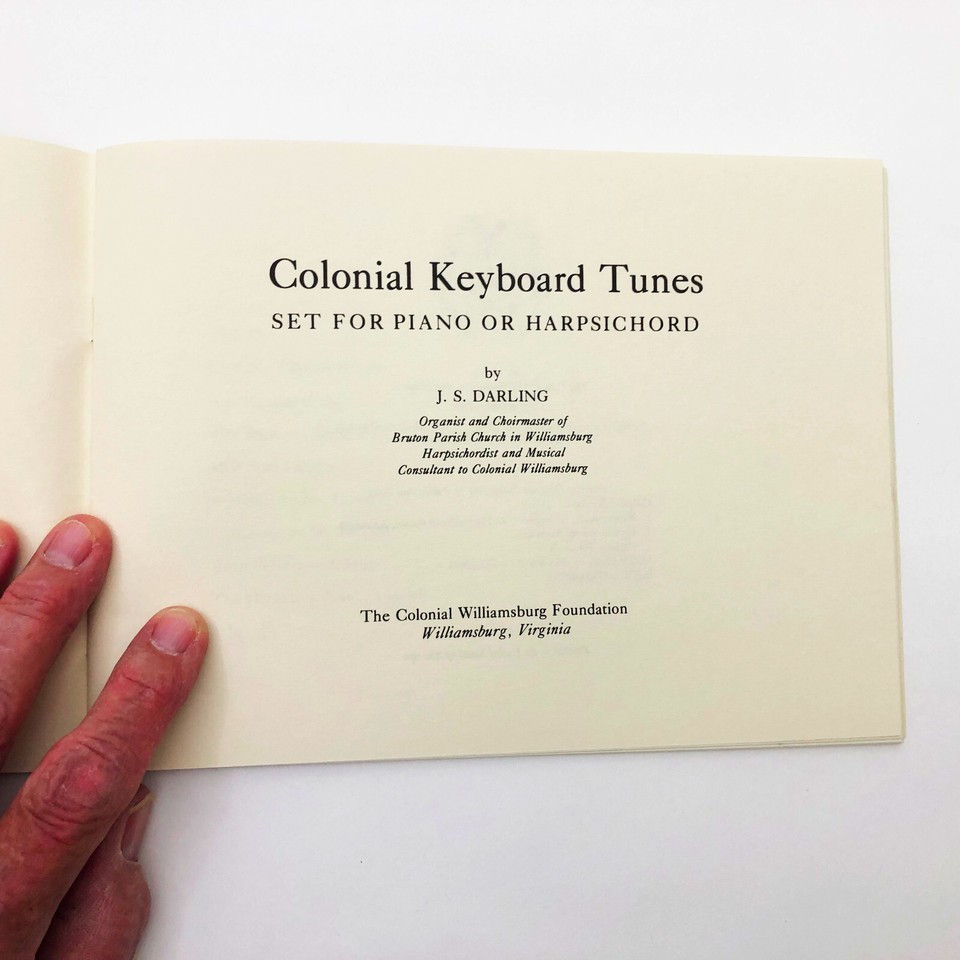 Colonial Keyboard Tunes
SET FOR PIANO OR HARPSICHORD
by
J. S. DARLING
Organist and Choirmaster of
Bruton Parish Church in Williamsburg
Harpsichordist and Musical
Consultant to Colonial Williamsburg
The Colonial Williamsburg Foundation
Williamsburg, Virginia